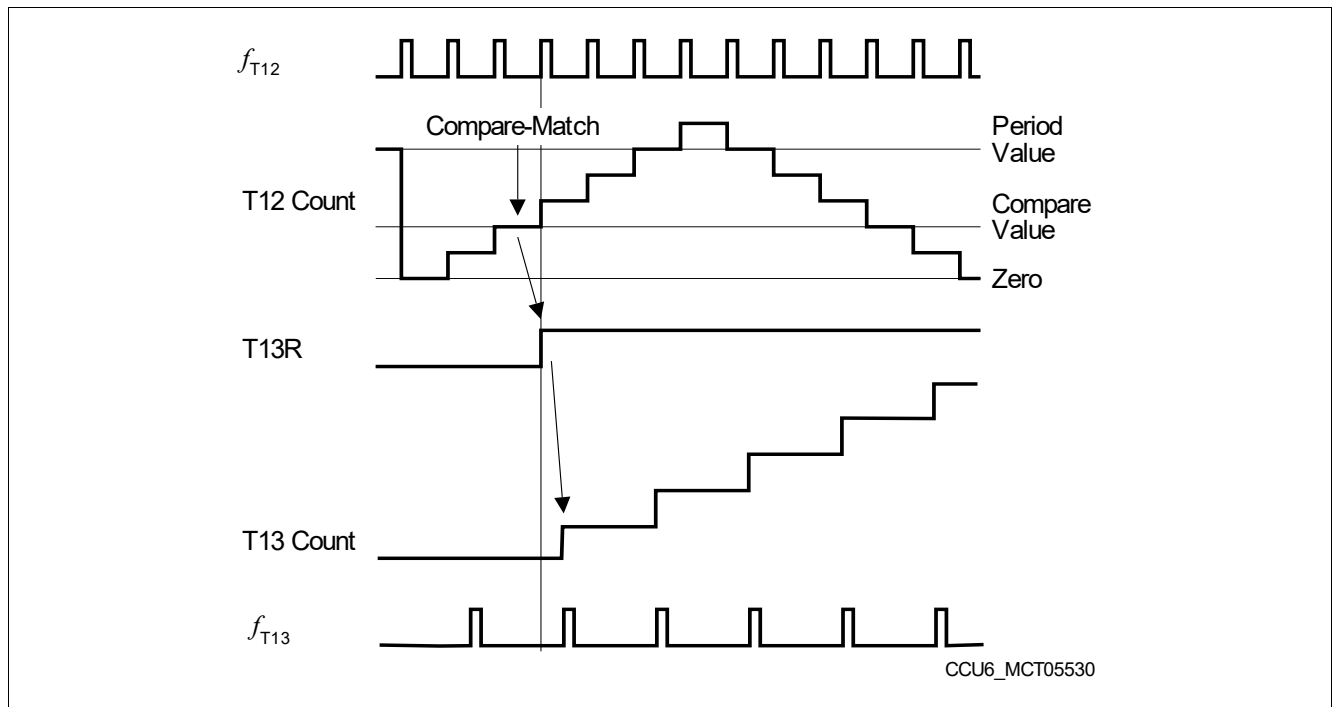 fT12
Compare-Match
Period
Value
T12 Count
Compare
Value
Zero
T13R
T13 Count
fT13
CCU6_MCT05530